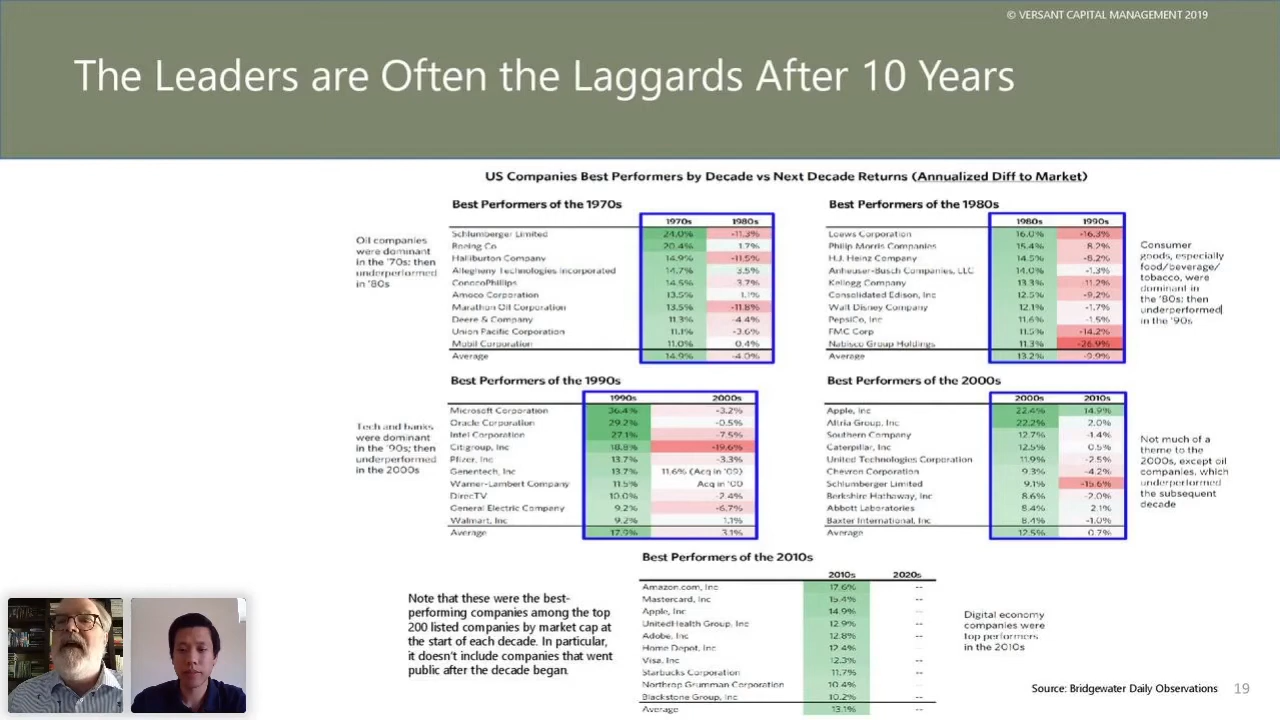 © VERSANT CAPITAL MANAGEMENT 2019
The Leaders are Often the Laggards After 10 Years
US Companies Best Performers by Decade vs Next Decade Returns (Annualized Diff to Market)
Best Performers of the 1970s
1970s 1980s
Schlumberger Limited 24.0% -11.3%
Boeing Co 20.4% 1.7%
Halliburton Company 14.9% -11.5%
Allegheny Technologies Incorporated 14.7% 3.5%
ConocoPhillips 14.5% 3.7%
Amoco Corporation 13.5% 1.1%
Marathon Oil Corporation 13.5% -11.8%
Deere & Company 11.3% -4.4%
Union Pacific Corporation 11.1% -3.6%
Mobil Corporation 11.0% 0.4%
Average 14.9% -4.0%
Oil companies
were dominant
in the '70s; then
underperformed
in '80s
Best Performers of the 1980s
1980s 1990s
Loews Corporation 16.0% -16.3%
Philip Morris Companies 15.4% 8.2%
H.J. Heinz Company 14.5% -8.2%
Anheuser-Busch Companies, LLC 14.0% -1.3%
Kellogg Company 13.3% -11.2%
Consolidated Edison, Inc 12.5% -9.2%
Walt Disney Company 12.1% -1.7%
PepsiCo, Inc 11.6% -1.5%
FMC Corp 11.5% -14.2%
Nabisco Group Holdings 11.3% -26.9%
Average 13.2% -9.9%
Consumer
goods, especially
food/beverage/
tobacco, were
dominant in
the '80s; then
underperformed
in the '90s
Best Performers of the 1990s
1990s 2000s
Microsoft Corporation 36.4% -3.2%
Oracle Corporation 29.2% -0.5%
Intel Corporation 27.1% -7.5%
Citigroup, Inc 18.8% -19.6%
Pfizer, Inc 13.7% -3.3%
Genentech, Inc 13.7% 11.6% (Acq in '09)
Warner-Lambert Company 11.5% Acq in '00
DirecTV 10.0% -2.4%
General Electric Company 9.2% -6.7%
Walmart, Inc 9.2% 1.1%
Average 17.9% 3.1%
Tech and banks
were dominant
in the '90s; then
underperformed
in the 2000s
Best Performers of the 2000s
2000s 2010s
Apple, Inc 22.4% 14.9%
Altria Group, Inc 22.2% 2.0%
Southern Company 12.7% -1.4%
Caterpillar, Inc 12.5% 0.5%
United Technologies Corporation 11.9% -2.5%
Chevron Corporation 9.3% -4.2%
Schlumberger Limited 9.1% -15.6%
Berkshire Hathaway, Inc 8.6% -2.0%
Abbott Laboratories 8.4% 2.1%
Baxter International, Inc 8.4% -1.0%
Average 12.5% 0.7%
Not much of a
theme to the
2000s, except oil
companies, which
underperformed
the subsequent
decade
Best Performers of the 2010s
2010s 2020s
Amazon.com, Inc 17.6% --
Mastercard, Inc 15.4% --
Apple, Inc 14.9% --
UnitedHealth Group, Inc 12.9% --
Adobe, Inc 12.8% --
Home Depot, Inc 12.4%
Visa, Inc 12.3% --
Starbucks Corporation 11.7% --
Northrop Grumman Corporation 10.4%
Blackstone Group, Inc 10.2% --
Average 13.1% --
Note that these were the best-
performing companies among the top
200 listed companies by market cap at
the start of each decade. In particular,
it doesn't include companies that went
public after the decade began.
Digital economy
companies were
top performers
in the 2010s
Source: Bridgewater Daily Observations 19